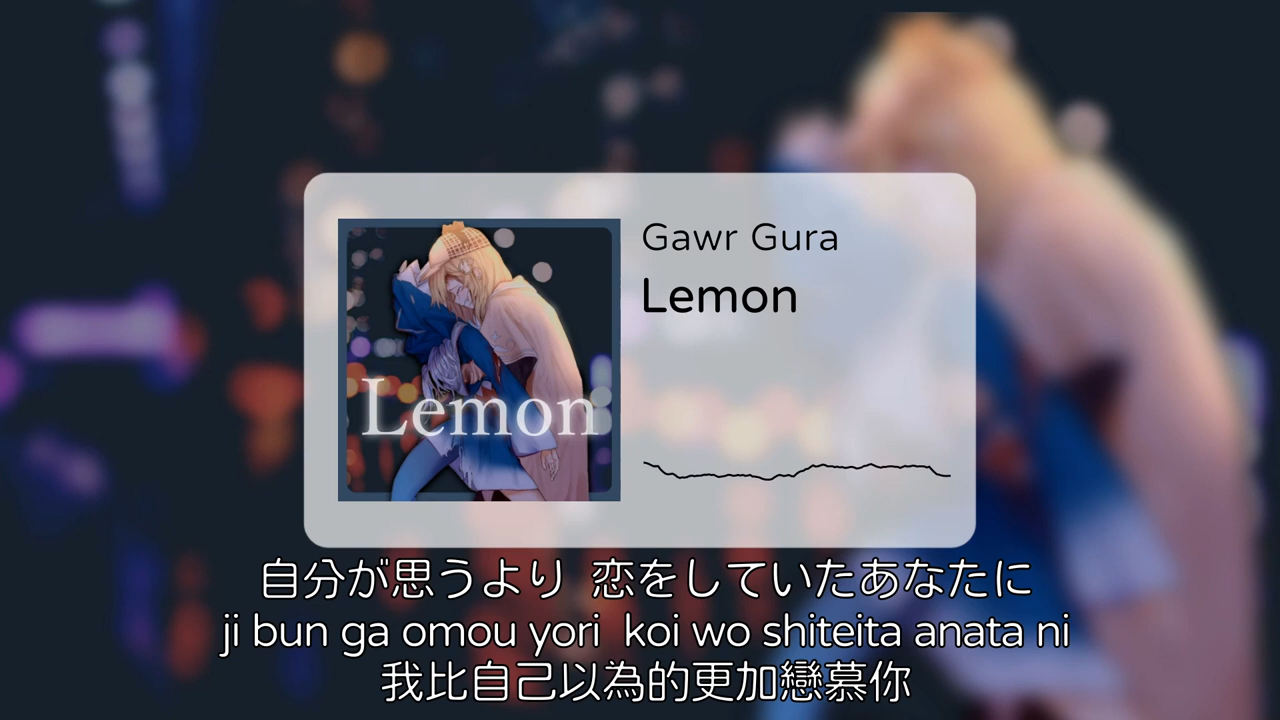 Gawr Gura
Lemon
Lemon
自分が思うより 恋をしていたあなたに
ji bun ga omou yori koi wo shiteita anata ni
我比自己以為的更加戀慕你